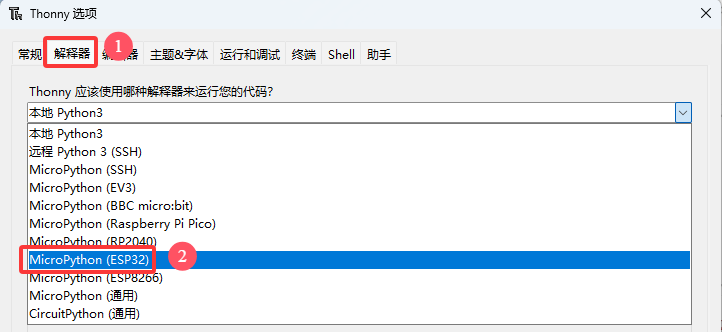 Thonny 选项
常规 解释器 1 编辑器 主题&字体 运行和调试 终端 Shell 助手
Thonny 应该使用哪种解释器来运行您的代码?
本地 Python3
本地 Python3
远程 Python 3 (SSH)
MicroPython (SSH)
MicroPython (EV3)
MicroPython (BBC micro:bit)
MicroPython (Raspberry Pi Pico)
MicroPython (RP2040)
MicroPython (ESP32) 2
MicroPython (ESP8266)
MicroPython (通用)
CircuitPython (通用)